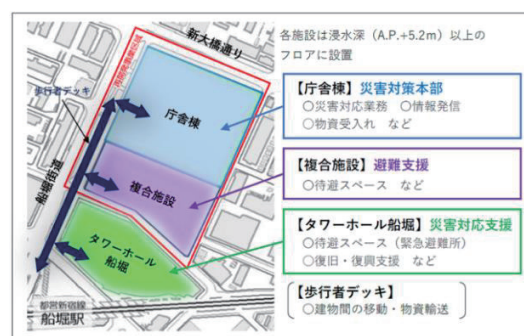 各施設は浸水深（A.P.+5.2m）以上の
フロアに設置
新大橋通り
歩行者デッキ
庁舎棟
船堀街道
複合施設
タワーホール
船堀
都営新宿線
船堀駅
【庁舎棟】災害対策本部
○災害対応業務　○情報発信
○物資受入れ　など
【複合施設】避難支援
○待避スペース　など
【タワーホール船堀】災害対応支援
○待避スペース（緊急避難所）
○復旧・復興支援　など
【歩行者デッキ】
○建物間の移動・物資輸送